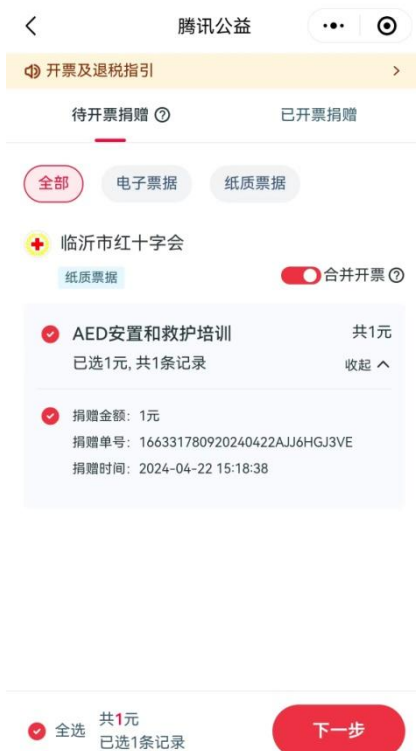 腾讯公益
开票及退税指引
待开票捐赠 已开票捐赠
全部 电子票据 纸质票据
临沂市红十字会
纸质票据 合并开票
AED安置和救护培训 共1元
已选1元, 共1条记录 收起
捐赠金额: 1元
捐赠单号: 166331780920240422AJJ6HGJ3VE
捐赠时间: 2024-04-22 15:18:38
共1元
全选 下一步
已选1条记录